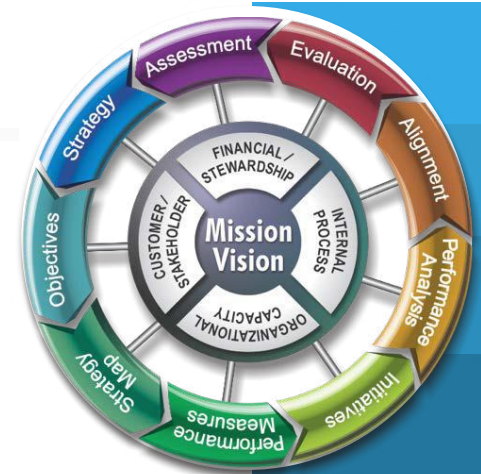 Assessment
Evaluation
Alignment
Performance
Analysis
Initiatives
Performance
Measures
Strategy
Map
Objectives
Strategy
FINANCIAL /
STEWARDSHIP
INTERNAL
PROCESS
ORGANIZATIONAL
CAPACITY
CUSTOMER /
STAKEHOLDER
Mission
Vision